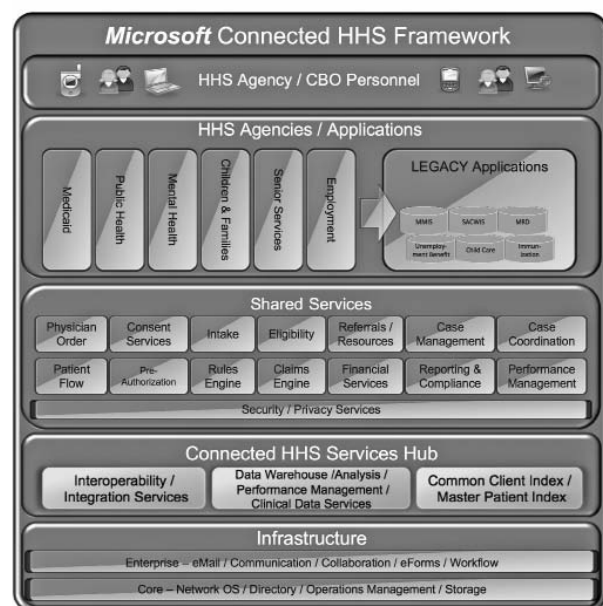 Microsoft Connected HHS Framework
HHS Agency / CBO Personnel
HHS Agencies / Applications
Medicaid
Public Health
Mental Health
Children & Families
Senior Services
Employment
LEGACY Applications
MMIS
SACWIS
MRD
Unemploy-
ment Benefit
Child Care
Immun-
ization
Shared Services
Physician
Order
Consent
Services
Intake
Eligibility
Referrals /
Resources
Case
Management
Case
Coordination
Patient
Flow
Pre-
Authorization
Rules
Engine
Claims
Engine
Financial
Services
Reporting &
Compliance
Performance
Management
Security / Privacy Services
Connected HHS Services Hub
Interoperability /
Integration Services
Data Warehouse /Analysis /
Performance Management /
Clinical Data Services
Common Client Index /
Master Patient Index
Infrastructure
Enterprise – eMail / Communication / Collaboration / eForms / Workflow
Core – Network OS / Directory / Operations Management / Storage